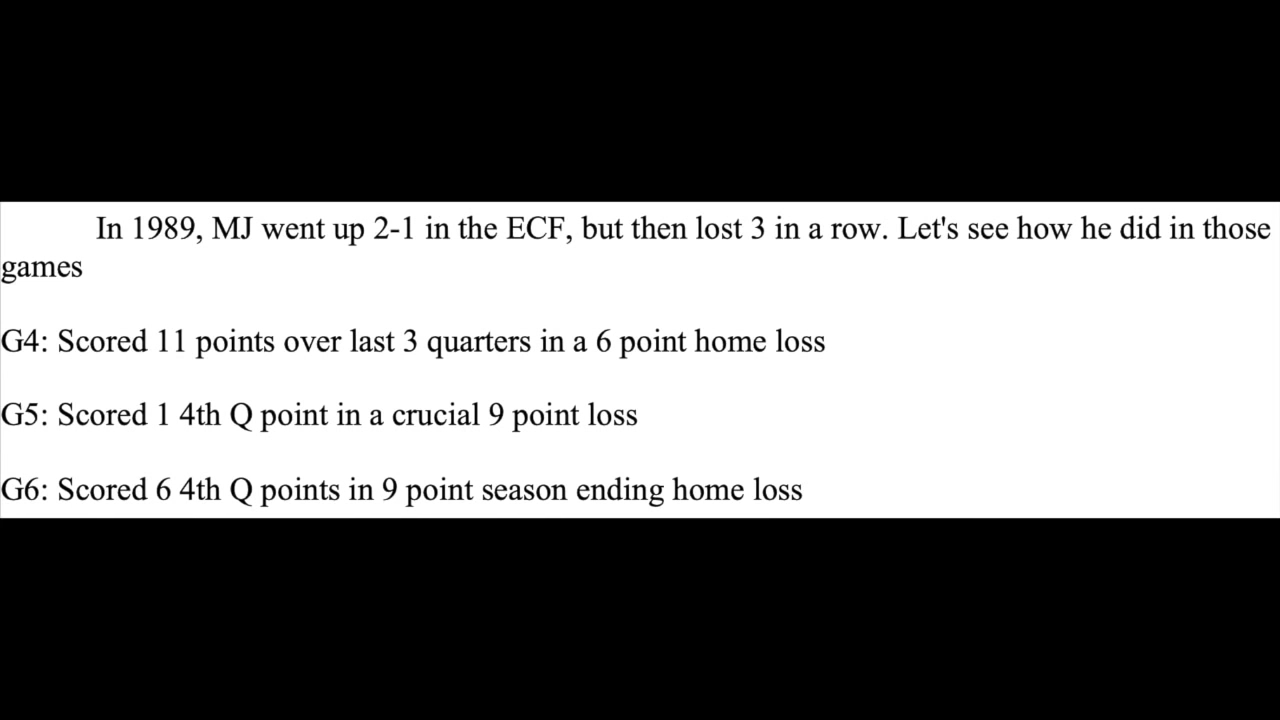 In 1989, MJ went up 2-1 in the ECF, but then lost 3 in a row. Let's see how he did in those
games
G4: Scored 11 points over last 3 quarters in a 6 point home loss
G5: Scored 1 4th Q point in a crucial 9 point loss
G6: Scored 6 4th Q points in 9 point season ending home loss